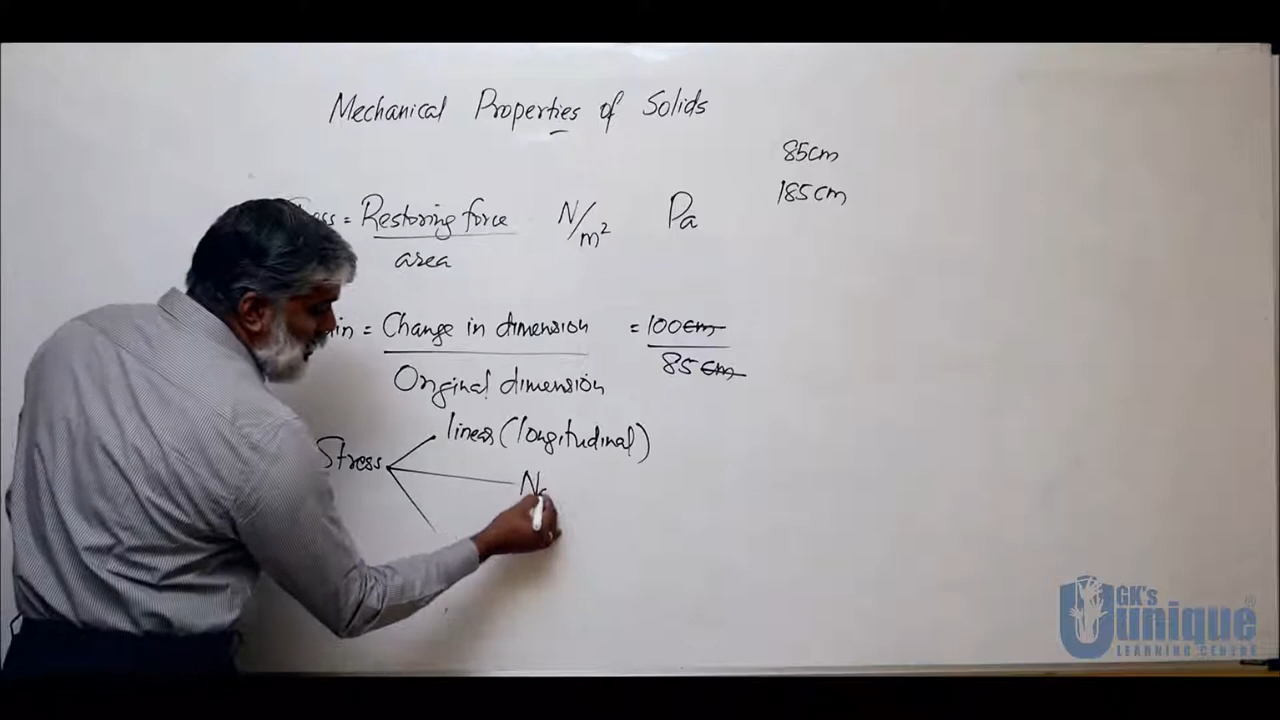 Mechanical Properties of Solids
85cm
185cm
= Restoring force N/m² Pa
area
= Change in dimension = 100cm
Original dimension 85cm
linear (longitudinal)
Stress
GK's
unique
LEARNING CENTRE